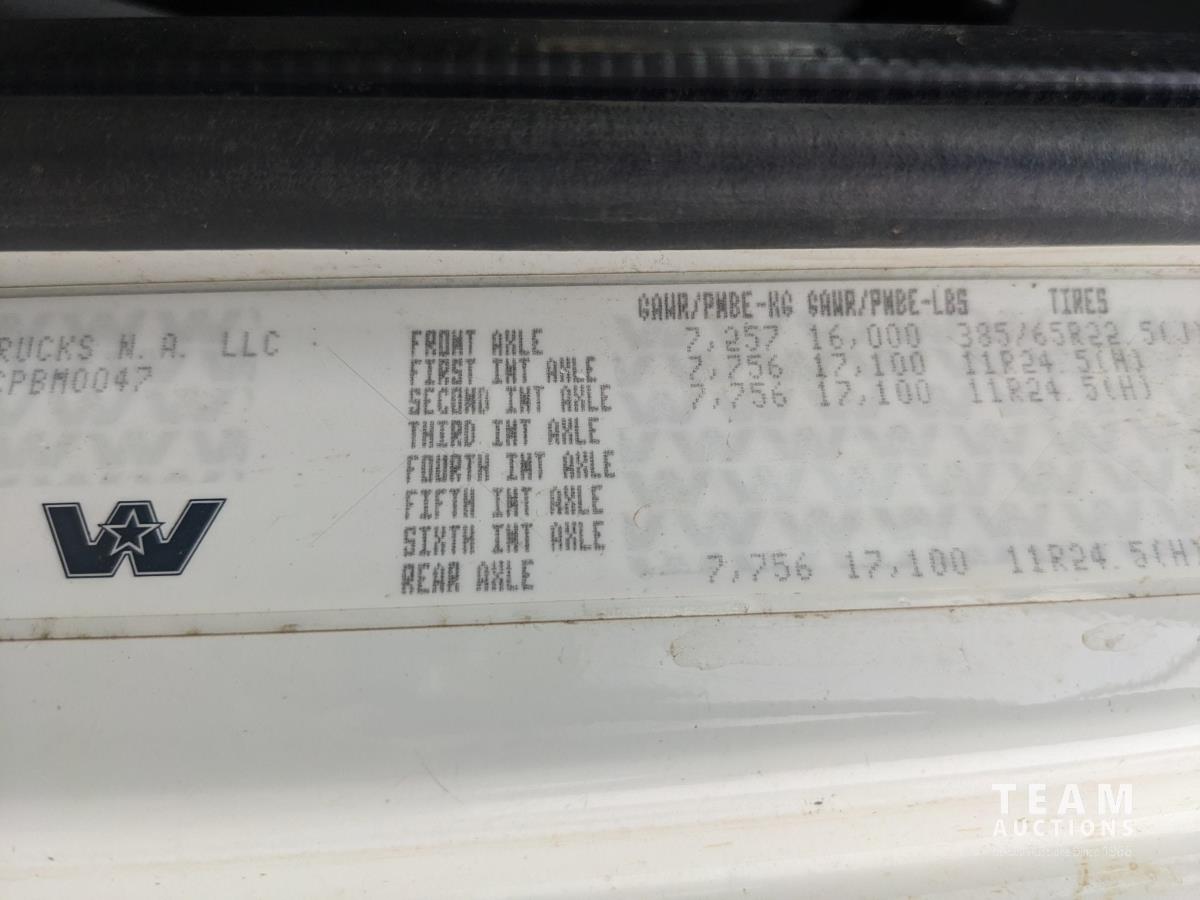 GAWR/PNBE-KG GAWR/PNBE-LBS TIRES
RUCKS N.A. LLC
PBM0047
FRONT AXLE 7,257 16,000 385/65R22.5(J)
FIRST INT AXLE 7,756 17,100 11R24.5(H)
SECOND INT AXLE 7,756 17,100 11R24.5(H)
THIRD INT AXLE
FOURTH INT AXLE
FIFTH INT AXLE
SIXTH INT AXLE
REAR AXLE 7,756 17,100 11R24.5(H)
W
TEAM
AUCTIONS